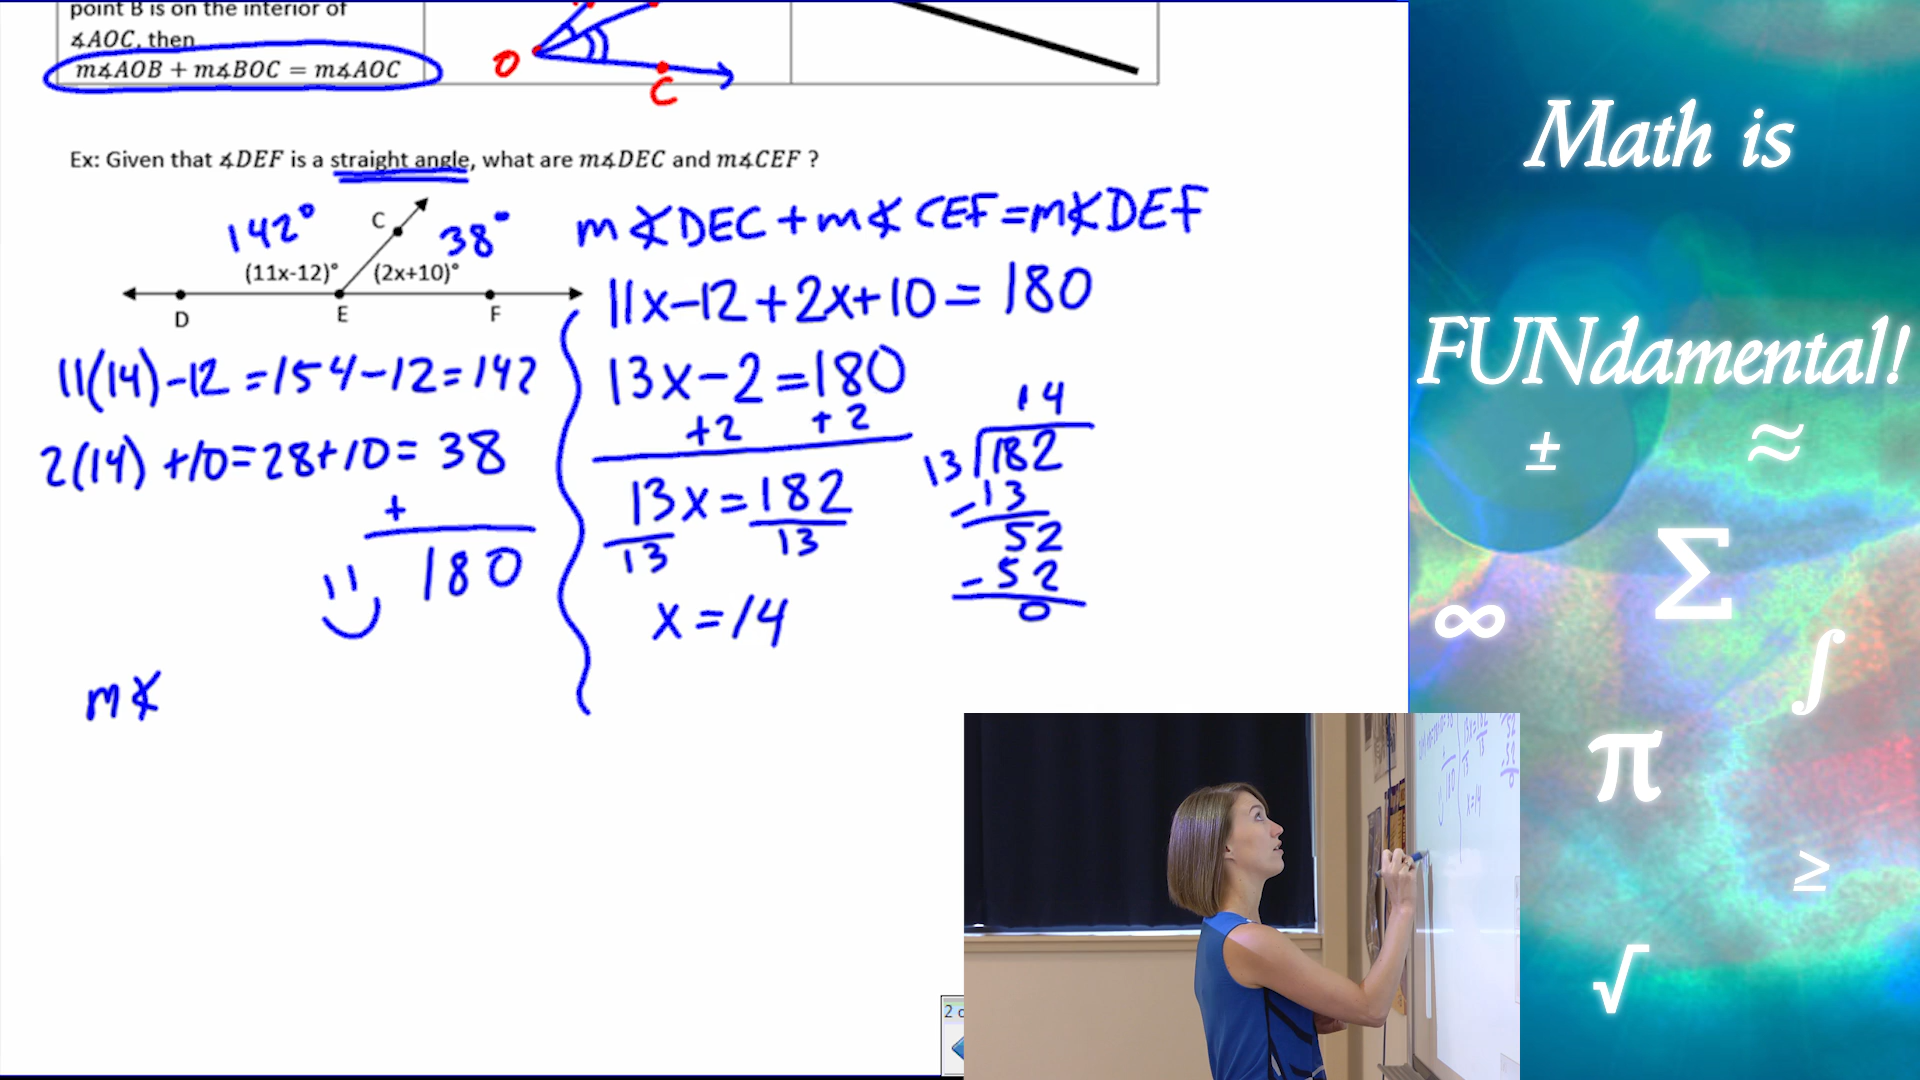 point B is on the interior of
∡AOC, then
m∡AOB + m∡BOC = m∡AOC
O
C
Ex: Given that ∡DEF is a straight angle, what are m∡DEC and m∡CEF ?
142°
C
38°
(11x-12)°
(2x+10)°
D
E
F
m∡DEC + m∡CEF = m∡DEF
11x-12+2x+10=180
13x-2=180
+2 +2
13x=182
13 13
x=14
14
13 182
-13
52
-52
0
11(14)-12=154-12=142
2(14)+10=28+10=38
+
180
m∡
Math is
FUNdamental!
± ≈
Σ
∞
∫
π
≥
√